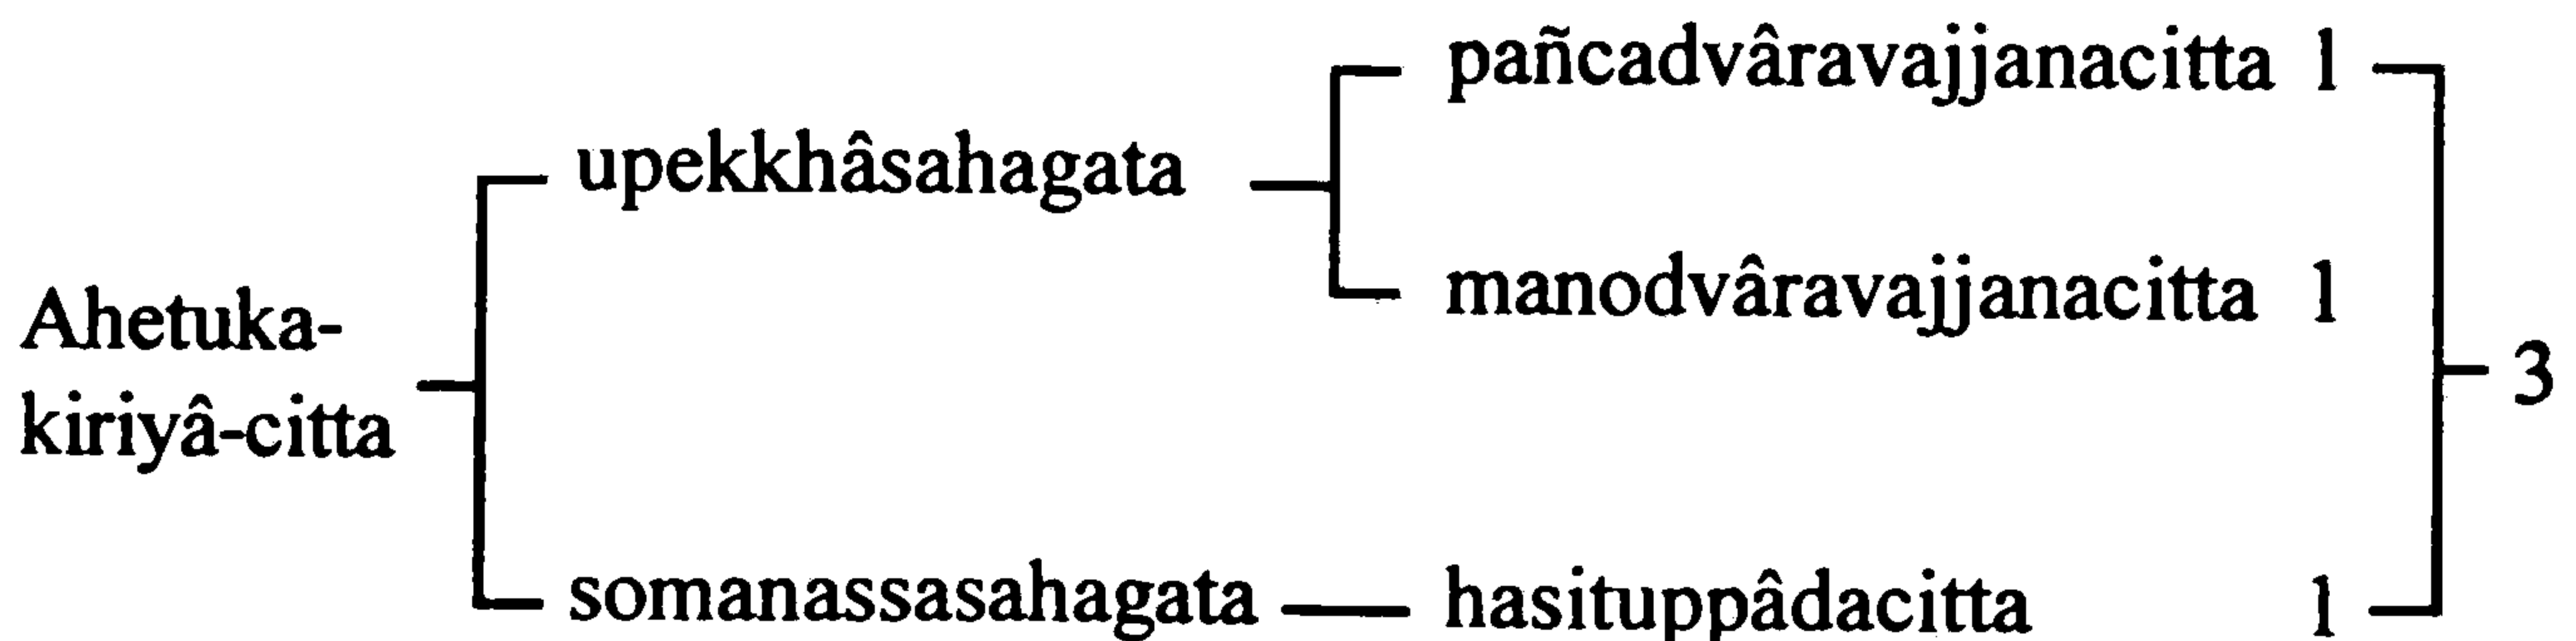 pañcadvâravajjanacitta 1
upekkhâsahagata
manodvâravajjanacitta 1
Ahetuka-
kiriyâ-citta
3
somanassasahagata hasituppâdacitta 1